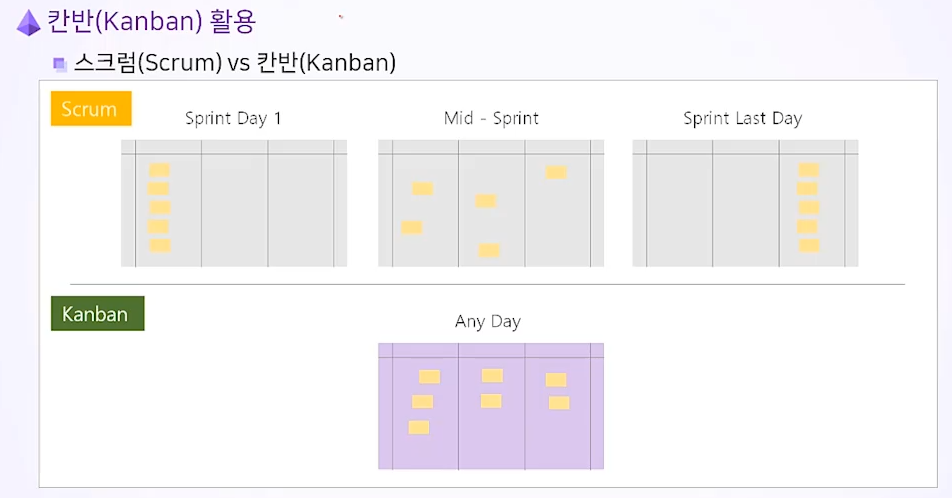 칸반(Kanban) 활용
스크럼(Scrum) vs 칸반(Kanban)
Scrum
Sprint Day 1
Mid - Sprint
Sprint Last Day
Kanban
Any Day